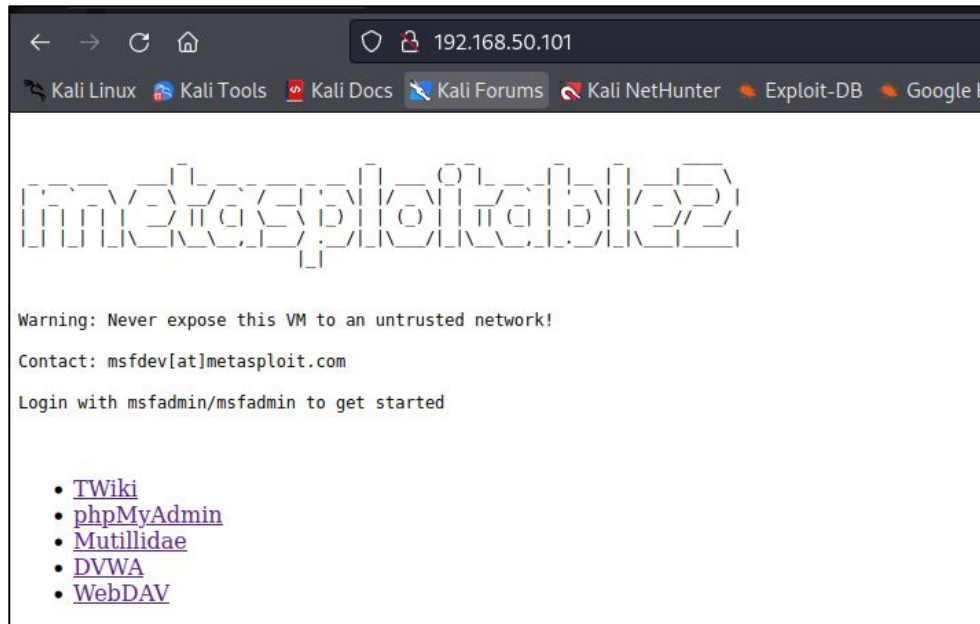 192.168.50.101
Kali Linux Kali Tools Kali Docs Kali Forums Kali NetHunter Exploit-DB Google
metasploitable2
Warning: Never expose this VM to an untrusted network!
Contact: msfdev[at]metasploit.com
Login with msfadmin/msfadmin to get started
TWiki
phpMyAdmin
Mutillidae
DVWA
WebDAV